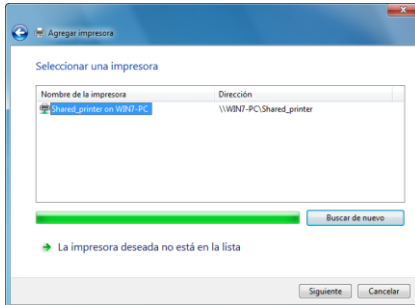 Agregar impresora
Seleccionar una impresora
Nombre de la impresora Dirección
Shared_printer on WIN7-PC \\WIN7-PC\Shared_printer
Buscar de nuevo
La impresora deseada no está en la lista
Siguiente Cancelar